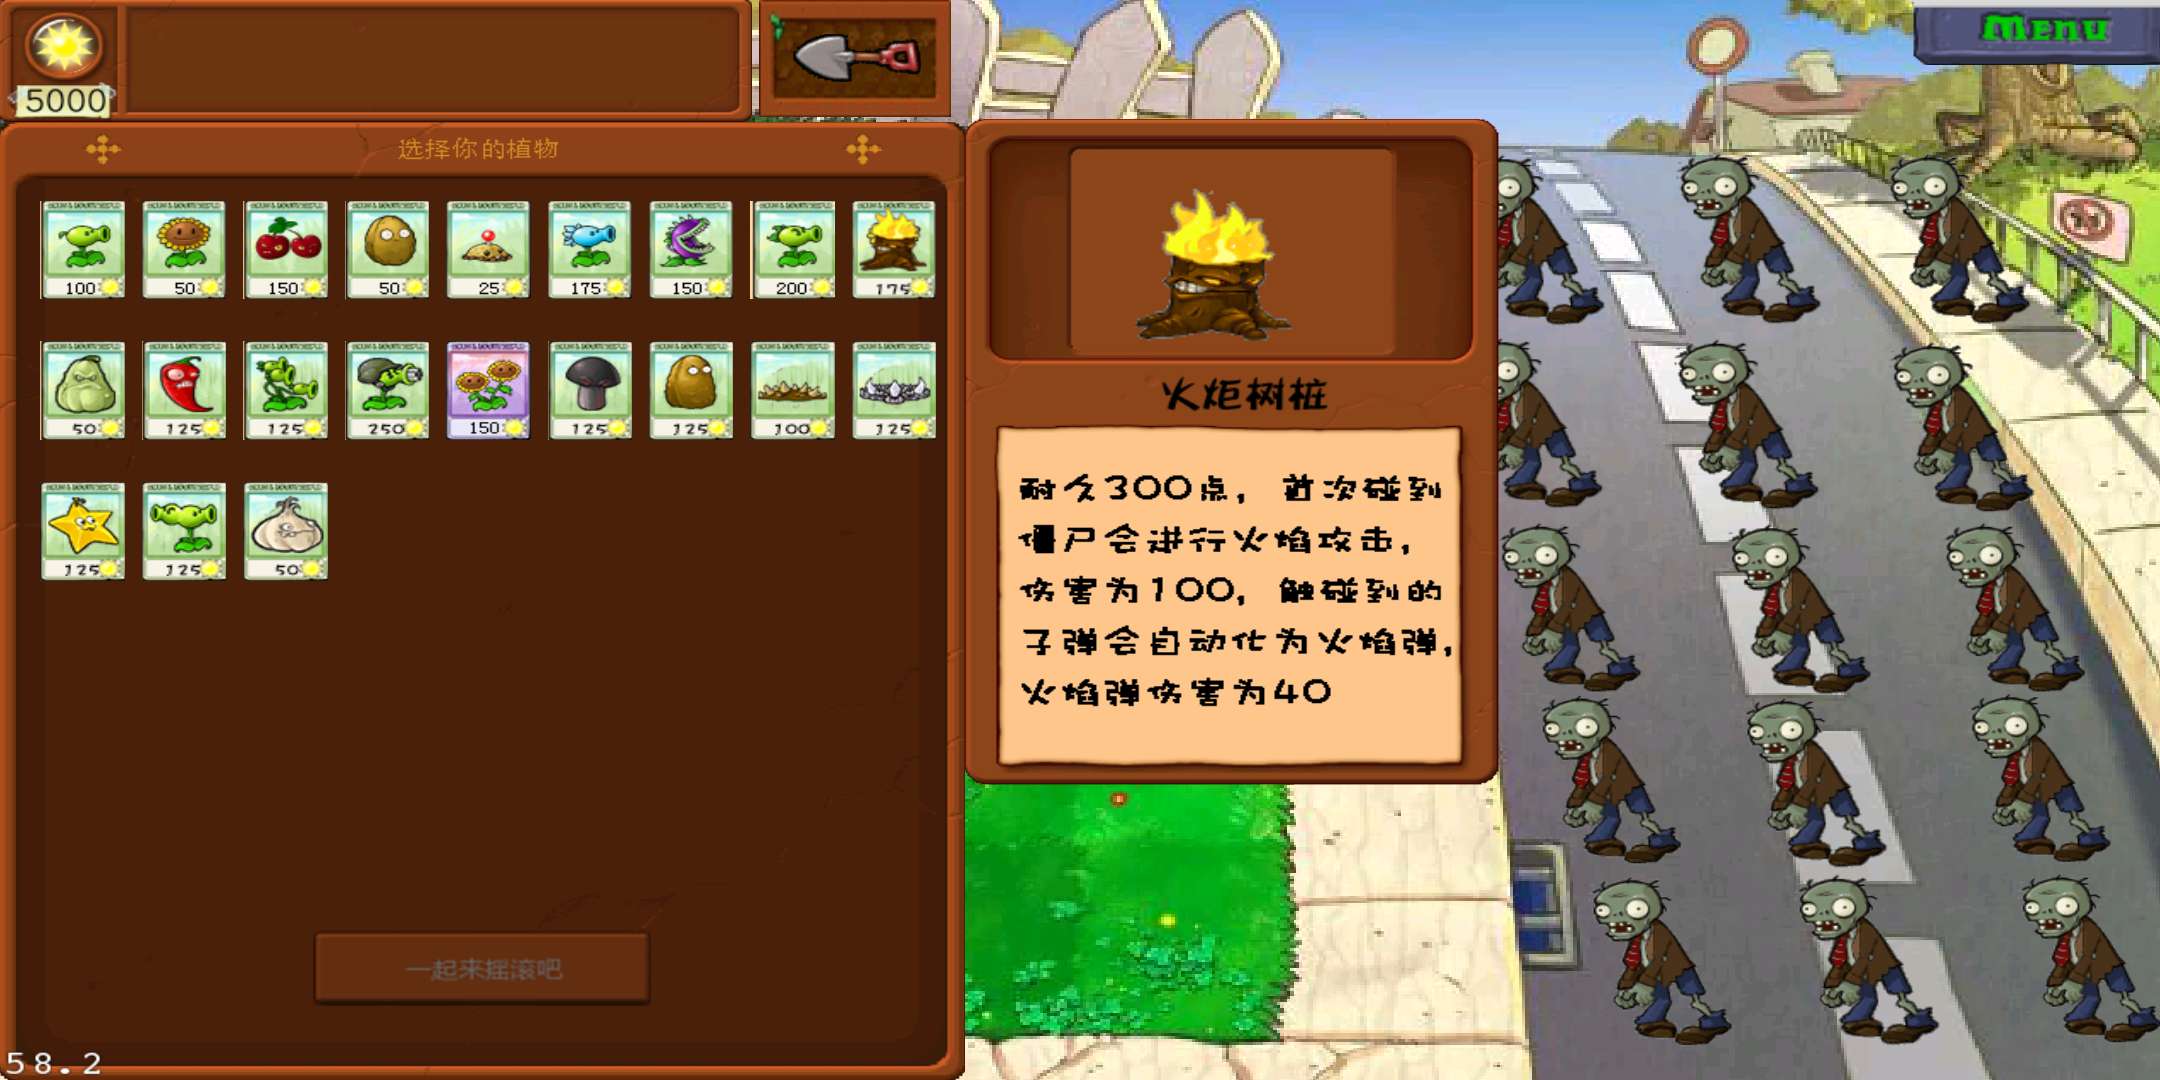 5000
Menu
选择你的植物
100 50 150 50 25 175 150 200 175
50 125 125 250 150 125 125 100 125
125 125 50
一起来摇滚吧
58.2
火炬树桩
耐久300点，首次碰到
僵尸会进行火焰攻击，
伤害为100，触碰到的
子弹会自动化为火焰弹，
火焰弹伤害为40